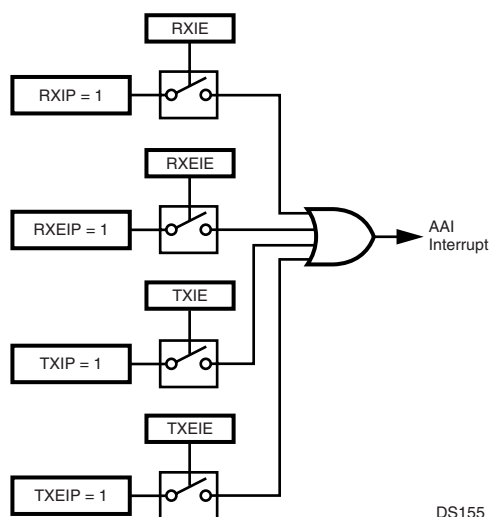 RXIE
RXIP = 1
RXEIE
RXEIP = 1
AAI
Interrupt
TXIE
TXIP = 1
TXEIE
TXEIP = 1
DS155